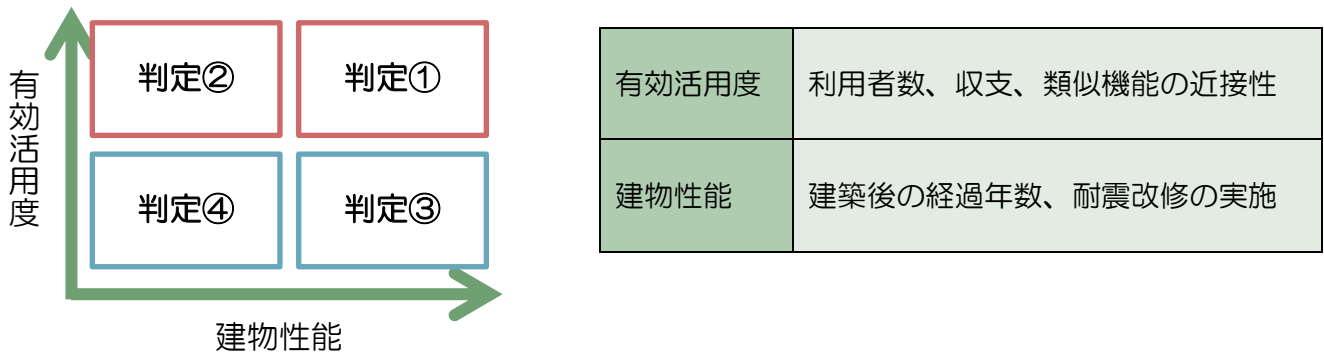 有効活用度
判定②
判定①
判定④
判定③
建物性能
有効活用度
利用者数、収支、類似機能の近接性
建物性能
建築後の経過年数、耐震改修の実施